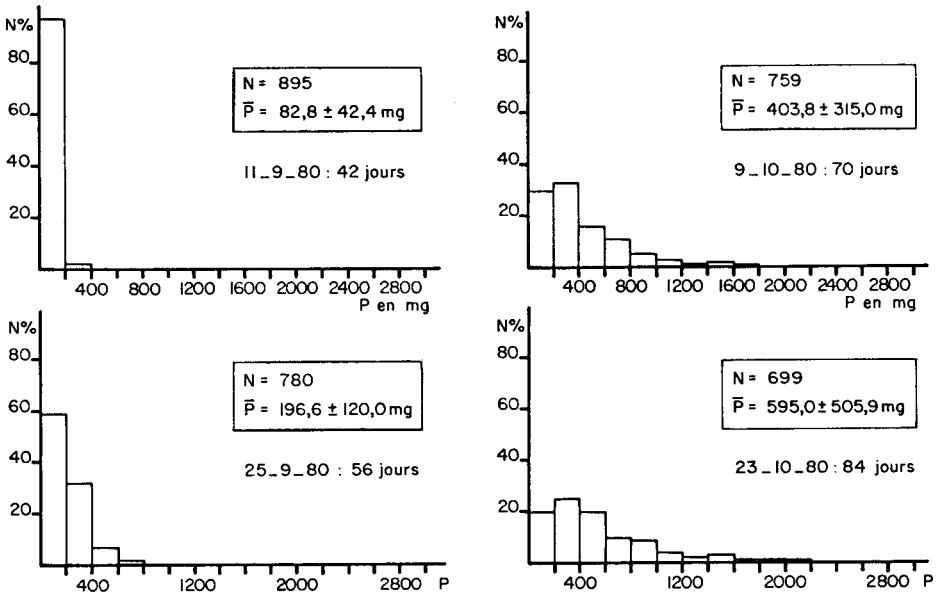 N%
80
60
40
20
N = 895
P̅ = 82,8 ± 42,4 mg
11_9_80 : 42 jours
400 800 1200 1600 2000 2400 2800
P en mg
N%
80
60
40
20
N = 759
P̅ = 403,8 ± 315,0 mg
9_10_80 : 70 jours
400 800 1200 1600 2000 2400 2800
P en mg
N%
80
60
40
20
N = 780
P̅ = 196,6 ± 120,0 mg
25_9_80 : 56 jours
400 800 1200 2000 2800 P
N%
80
60
40
20
N = 699
P̅ = 595,0 ± 505,9 mg
23_10_80 : 84 jours
400 1200 2000 2800 P